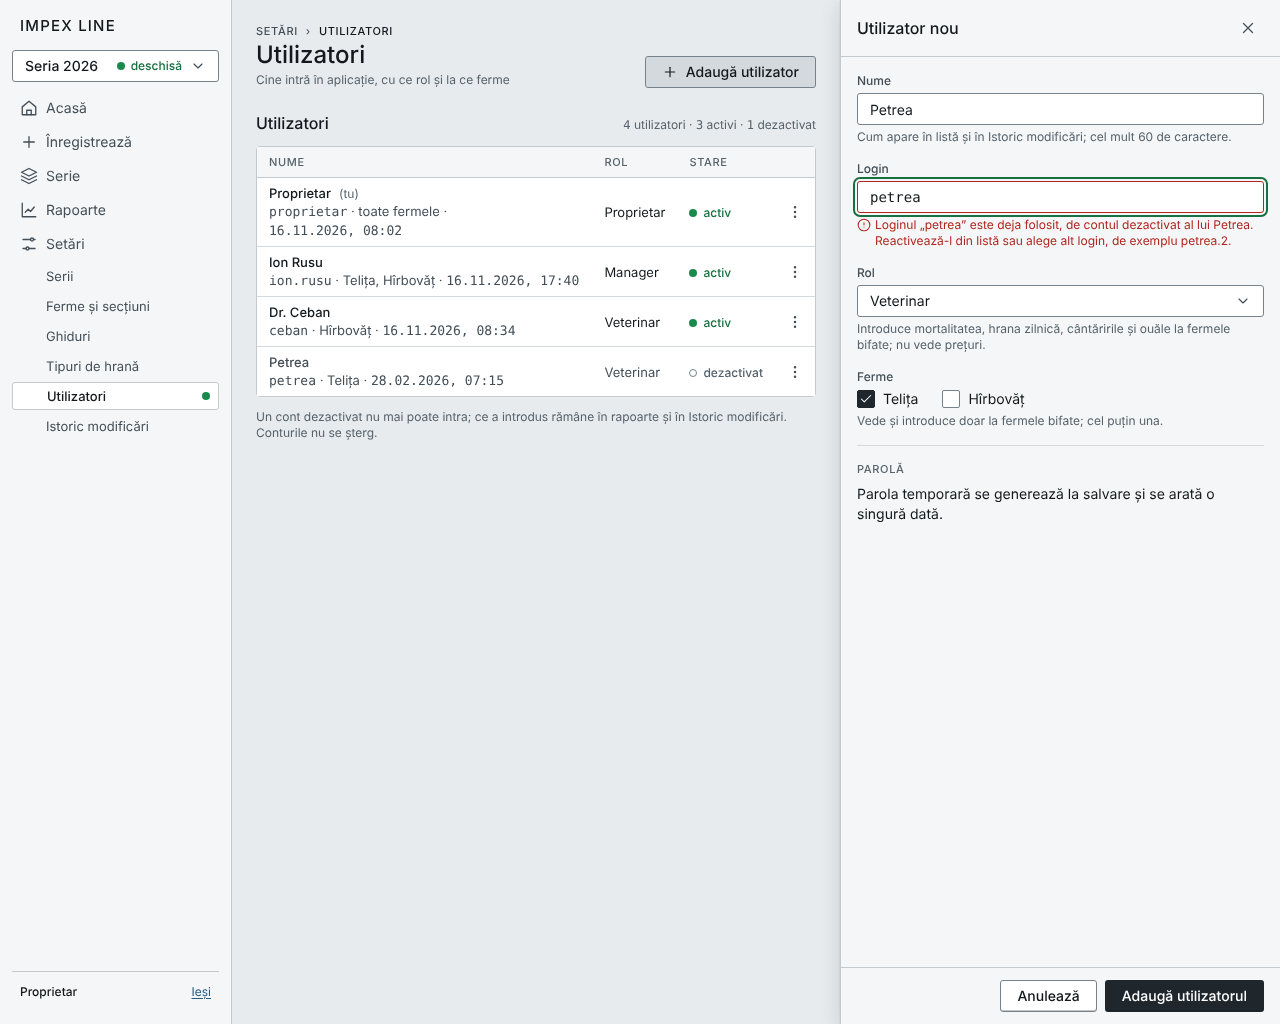 IMPEX LINE
Seria 2026 deschisă
Acasă
Înregistrează
Serie
Rapoarte
Setări
Serii
Ferme și secțiuni
Ghiduri
Tipuri de hrană
Utilizatori
Istoric modificări
Proprietar Ieși
SETĂRI › UTILIZATORI
Utilizatori
Cine intră în aplicație, cu ce rol și la ce ferme
Adaugă utilizator
Utilizatori
4 utilizatori · 3 activi · 1 dezactivat
NUME ROL STARE
Proprietar (tu)
proprietar · toate fermele ·
16.11.2026, 08:02
Proprietar activ
Ion Rusu
ion.rusu · Telița, Hîrbovăț · 16.11.2026, 17:40
Manager activ
Dr. Ceban
ceban · Hîrbovăț · 16.11.2026, 08:34
Veterinar activ
Petrea
petrea · Telița · 28.02.2026, 07:15
Veterinar dezactivat
Un cont dezactivat nu mai poate intra; ce a introdus rămâne în rapoarte și în Istoric modificări.
Conturile nu se șterg.
Utilizator nou
Nume
Petrea
Cum apare în listă și în Istoric modificări; cel mult 60 de caractere.
Login
petrea
Loginul „petrea” este deja folosit, de contul dezactivat al lui Petrea.
Reactivează-l din listă sau alege alt login, de exemplu petrea.2.
Rol
Veterinar
Introduce mortalitatea, hrana zilnică, cântăririle și ouăle la fermele
bifate; nu vede prețuri.
Ferme
Telița Hîrbovăț
Vede și introduce doar la fermele bifate; cel puțin una.
PAROLĂ
Parola temporară se generează la salvare și se arată o
singură dată.
Anulează Adaugă utilizatorul